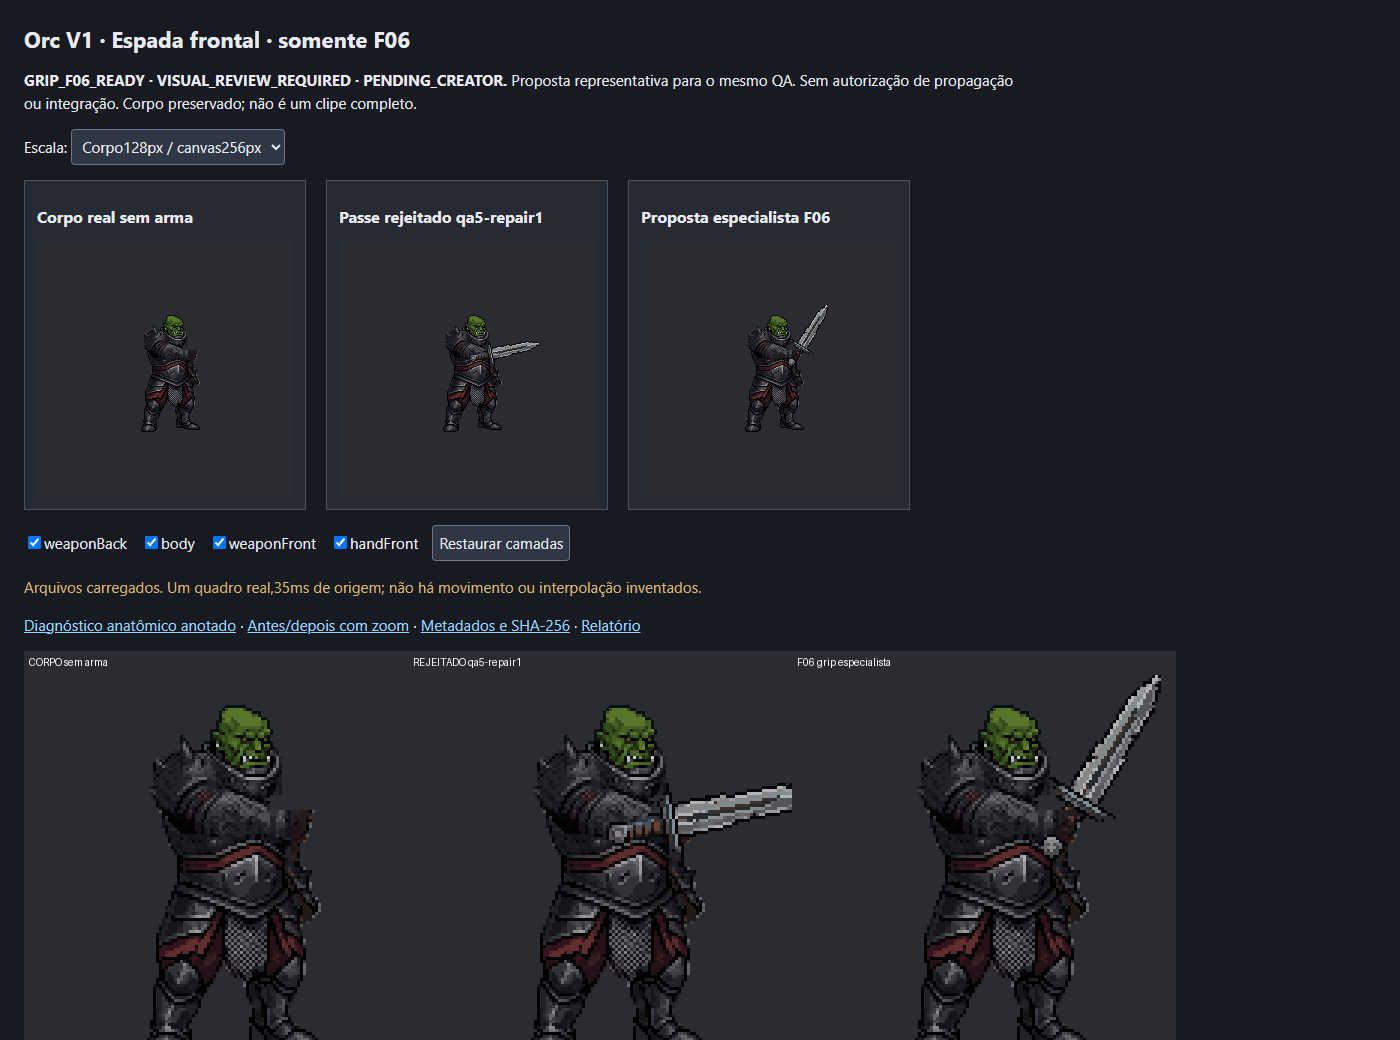 Orc V1 · Espada frontal · somente F06
GRIP_F06_READY · VISUAL_REVIEW_REQUIRED · PENDING_CREATOR. Proposta representativa para o mesmo QA. Sem autorização de propagação
ou integração. Corpo preservado; não é um clipe completo.
Escala: Corpo128px / canvas256px
Corpo real sem arma
Passe rejeitado qa5-repair1
Proposta especialista F06
weaponBack body weaponFront handFront Restaurar camadas
Arquivos carregados. Um quadro real,35ms de origem; não há movimento ou interpolação inventados.
Diagnóstico anatômico anotado · Antes/depois com zoom · Metadados e SHA-256 · Relatório
CORPO sem arma
REJEITADO qa5-repair1
F06 grip especialista